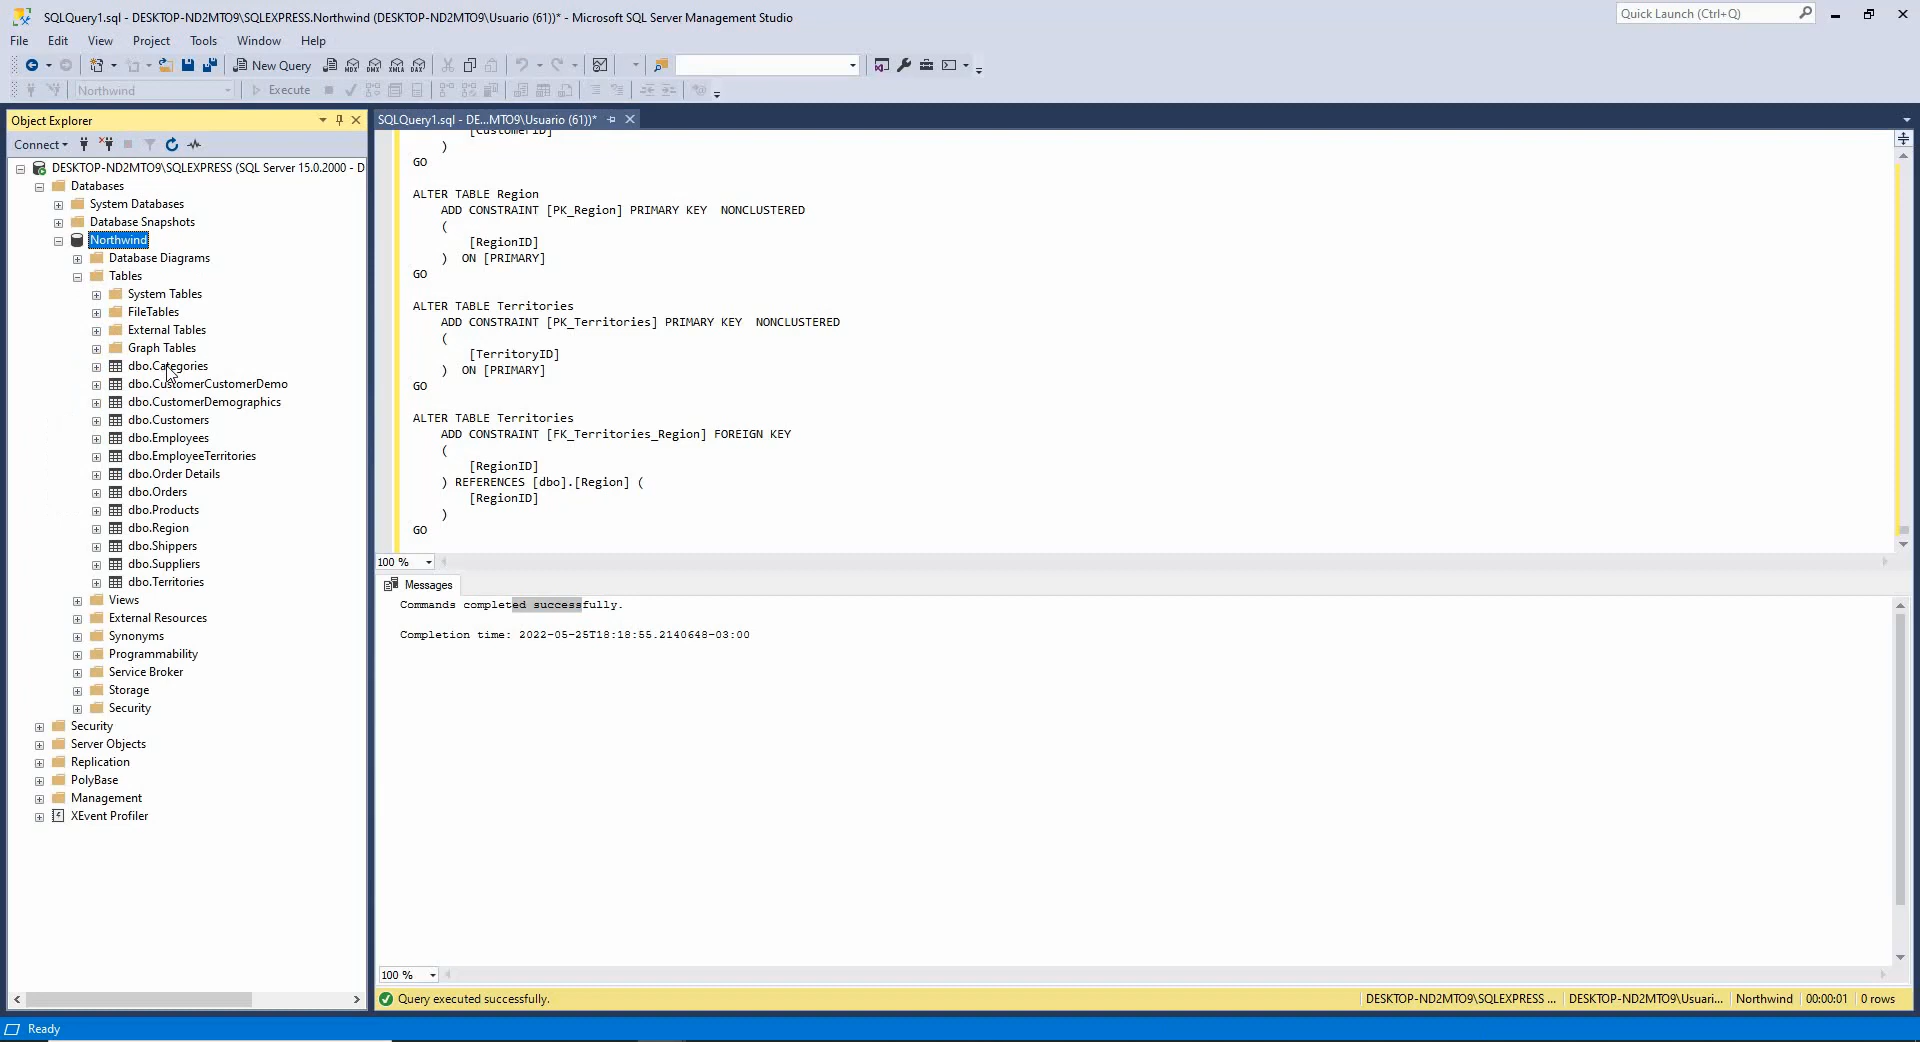 SQLQuery1.sql - DESKTOP-ND2MTO9\SQLEXPRESS.Northwind (DESKTOP-ND2MTO9\Usuario (61))* - Microsoft SQL Server Management Studio
Quick Launch (Ctrl+Q)
File Edit View Project Tools Window Help
New Query
MDX DMX XMLA DAX
Northwind
Execute
Object Explorer
SQLQuery1.sql - DE...MTO9\Usuario (61))*
Connect
DESKTOP-ND2MTO9\SQLEXPRESS (SQL Server 15.0.2000 - D
Databases
System Databases
Database Snapshots
Northwind
Database Diagrams
Tables
System Tables
FileTables
External Tables
Graph Tables
dbo.Categories
dbo.CustomerCustomerDemo
dbo.CustomerDemographics
dbo.Customers
dbo.Employees
dbo.EmployeeTerritories
dbo.Order Details
dbo.Orders
dbo.Products
dbo.Region
dbo.Shippers
dbo.Suppliers
dbo.Territories
Views
External Resources
Synonyms
Programmability
Service Broker
Storage
Security
Security
Server Objects
Replication
PolyBase
Management
XEvent Profiler
[CustomerID]
)
GO
ALTER TABLE Region
ADD CONSTRAINT [PK_Region] PRIMARY KEY  NONCLUSTERED
(
[RegionID]
)  ON [PRIMARY]
GO
ALTER TABLE Territories
ADD CONSTRAINT [PK_Territories] PRIMARY KEY  NONCLUSTERED
(
[TerritoryID]
)  ON [PRIMARY]
GO
ALTER TABLE Territories
ADD CONSTRAINT [FK_Territories_Region] FOREIGN KEY
(
[RegionID]
) REFERENCES [dbo].[Region] (
[RegionID]
)
GO
100 %
Messages
Commands completed successfully.
Completion time: 2022-05-25T18:18:55.2140648-03:00
100 %
Query executed successfully.
DESKTOP-ND2MTO9\SQLEXPRESS ... DESKTOP-ND2MTO9\Usuari... Northwind 00:00:01 0 rows
Ready